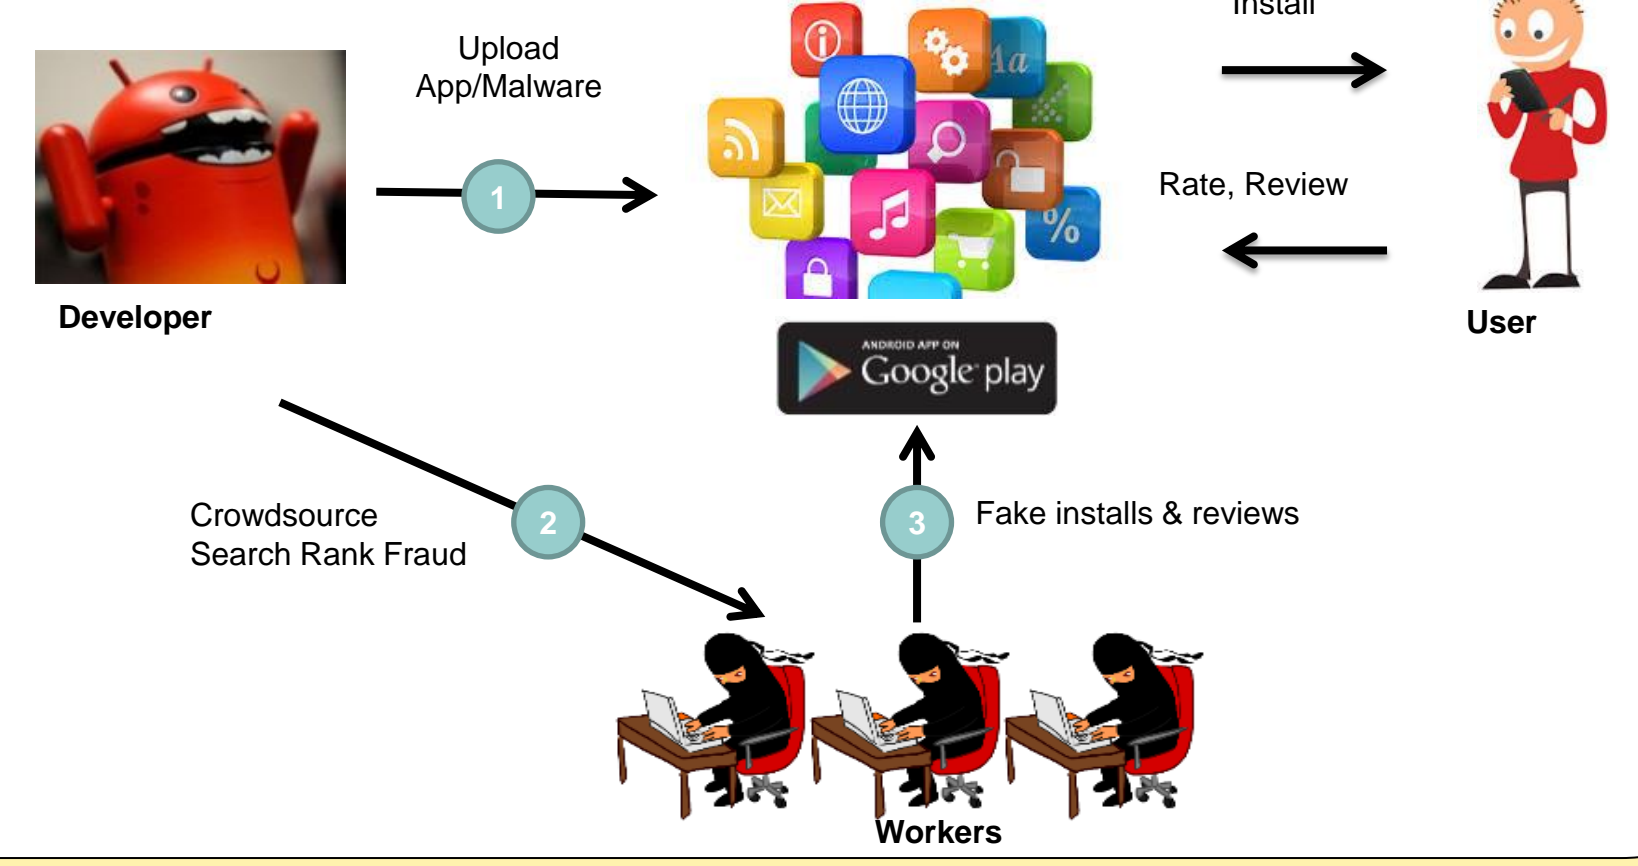 Install
Upload
App/Malware
Aa
1
Rate, Review
%
Developer
User
ANDROID APP ON
Google play
Crowdsource
Search Rank Fraud
2
3
Fake installs & reviews
Workers